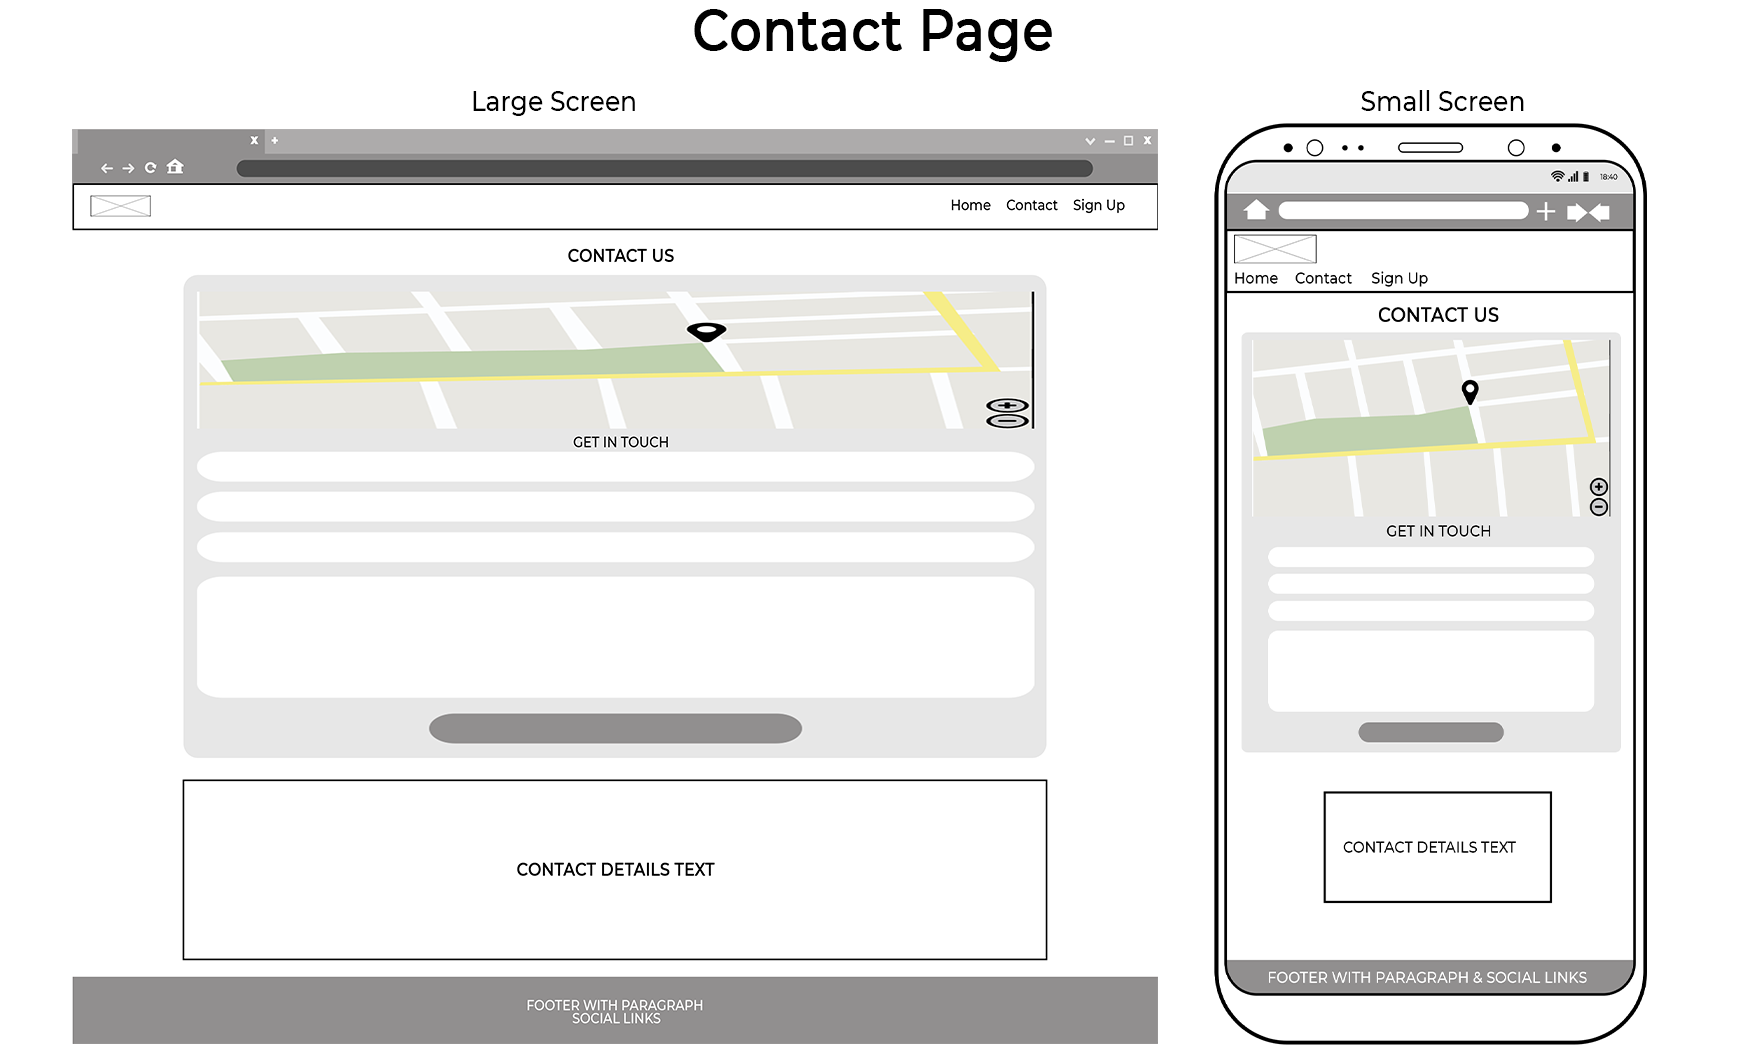 Contact Page
Large Screen
Small Screen
x +
x
Home Contact Sign Up
CONTACT US
GET IN TOUCH
CONTACT DETAILS TEXT
FOOTER WITH PARAGRAPH
SOCIAL LINKS
18:40
Home Contact Sign Up
CONTACT US
GET IN TOUCH
CONTACT DETAILS TEXT
FOOTER WITH PARAGRAPH & SOCIAL LINKS